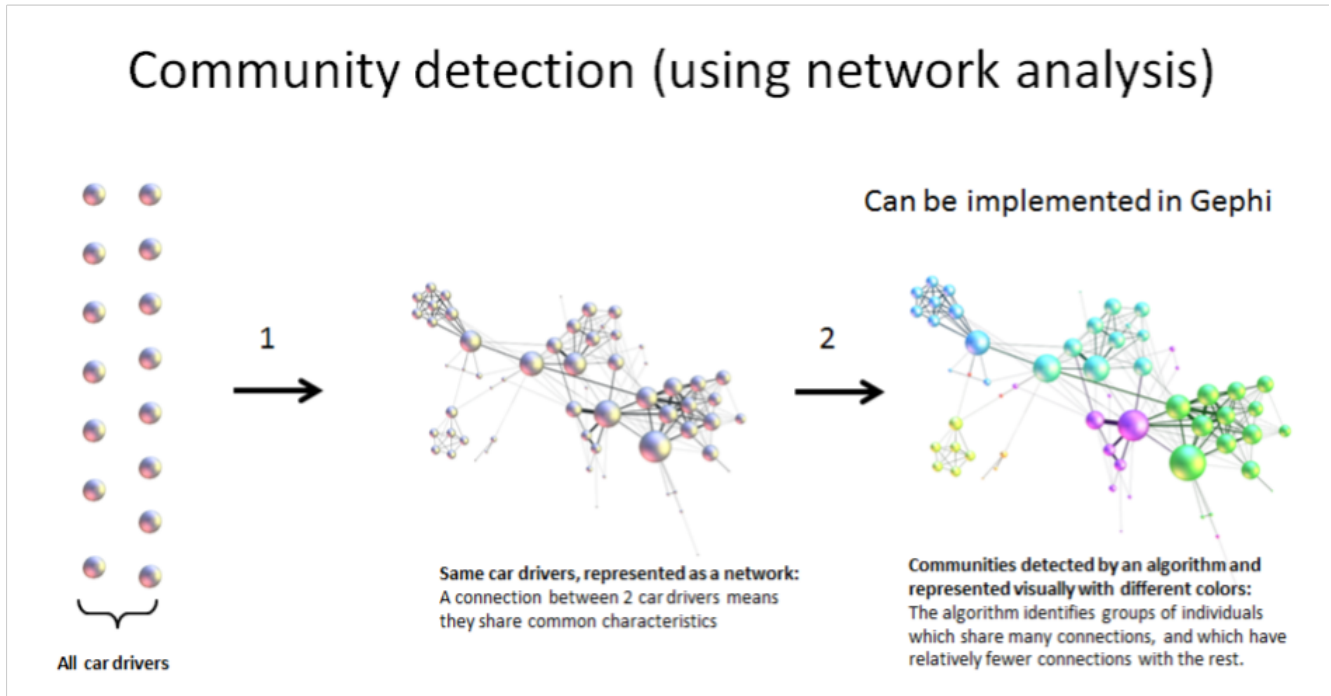 Community detection (using network analysis)
Can be implemented in Gephi
1
2
Same car drivers, represented as a network:
A connection between 2 car drivers means
they share common characteristics
Communities detected by an algorithm and
represented visually with different colors:
The algorithm identifies groups of individuals
which share many connections, and which have
relatively fewer connections with the rest.
All car drivers